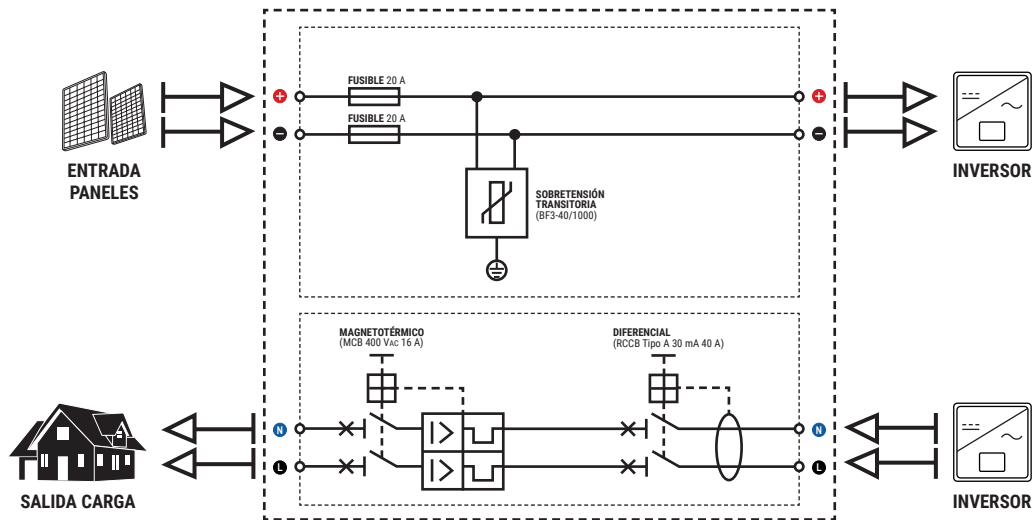 FUSIBLE 20 A
FUSIBLE 20 A
ENTRADA
PANELES
SOBRETENSIÓN
TRANSITORIA
(BF3-40/1000)
INVERSOR
MAGNETOTÉRMICO
(MCB 400 VAC 16 A)
DIFERENCIAL
(RCCB Tipo A 30 mA 40 A)
N
N
L
L
SALIDA CARGA
INVERSOR